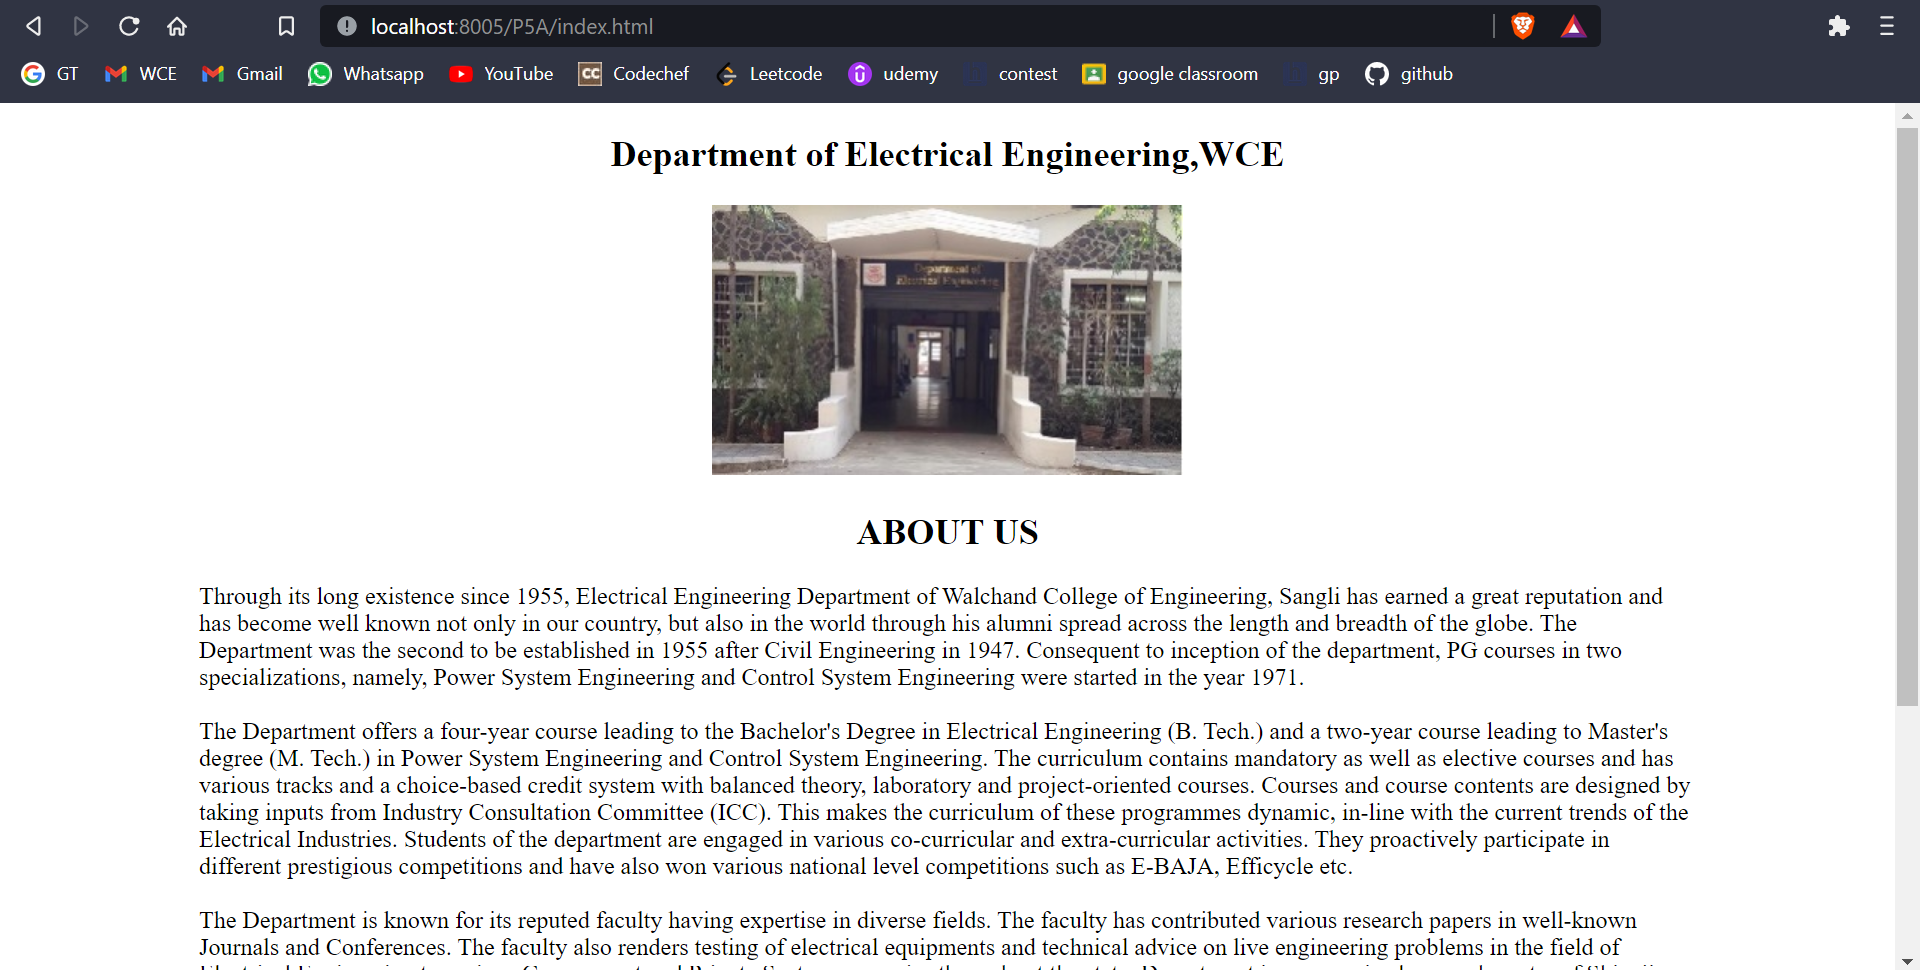 localhost:8005/P5A/index.html
GT WCE Gmail Whatsapp YouTube Codechef Leetcode udemy contest google classroom gp github
Department of Electrical Engineering,WCE
Department of
Electrical Engineering
ABOUT US
Through its long existence since 1955, Electrical Engineering Department of Walchand College of Engineering, Sangli has earned a great reputation and
has become well known not only in our country, but also in the world through his alumni spread across the length and breadth of the globe. The
Department was the second to be established in 1955 after Civil Engineering in 1947. Consequent to inception of the department, PG courses in two
specializations, namely, Power System Engineering and Control System Engineering were started in the year 1971.
The Department offers a four-year course leading to the Bachelor's Degree in Electrical Engineering (B. Tech.) and a two-year course leading to Master's
degree (M. Tech.) in Power System Engineering and Control System Engineering. The curriculum contains mandatory as well as elective courses and has
various tracks and a choice-based credit system with balanced theory, laboratory and project-oriented courses. Courses and course contents are designed by
taking inputs from Industry Consultation Committee (ICC). This makes the curriculum of these programmes dynamic, in-line with the current trends of the
Electrical Industries. Students of the department are engaged in various co-curricular and extra-curricular activities. They proactively participate in
different prestigious competitions and have also won various national level competitions such as E-BAJA, Efficycle etc.
The Department is known for its reputed faculty having expertise in diverse fields. The faculty has contributed various research papers in well-known
Journals and Conferences. The faculty also renders testing of electrical equipments and technical advice on live engineering problems in the field of